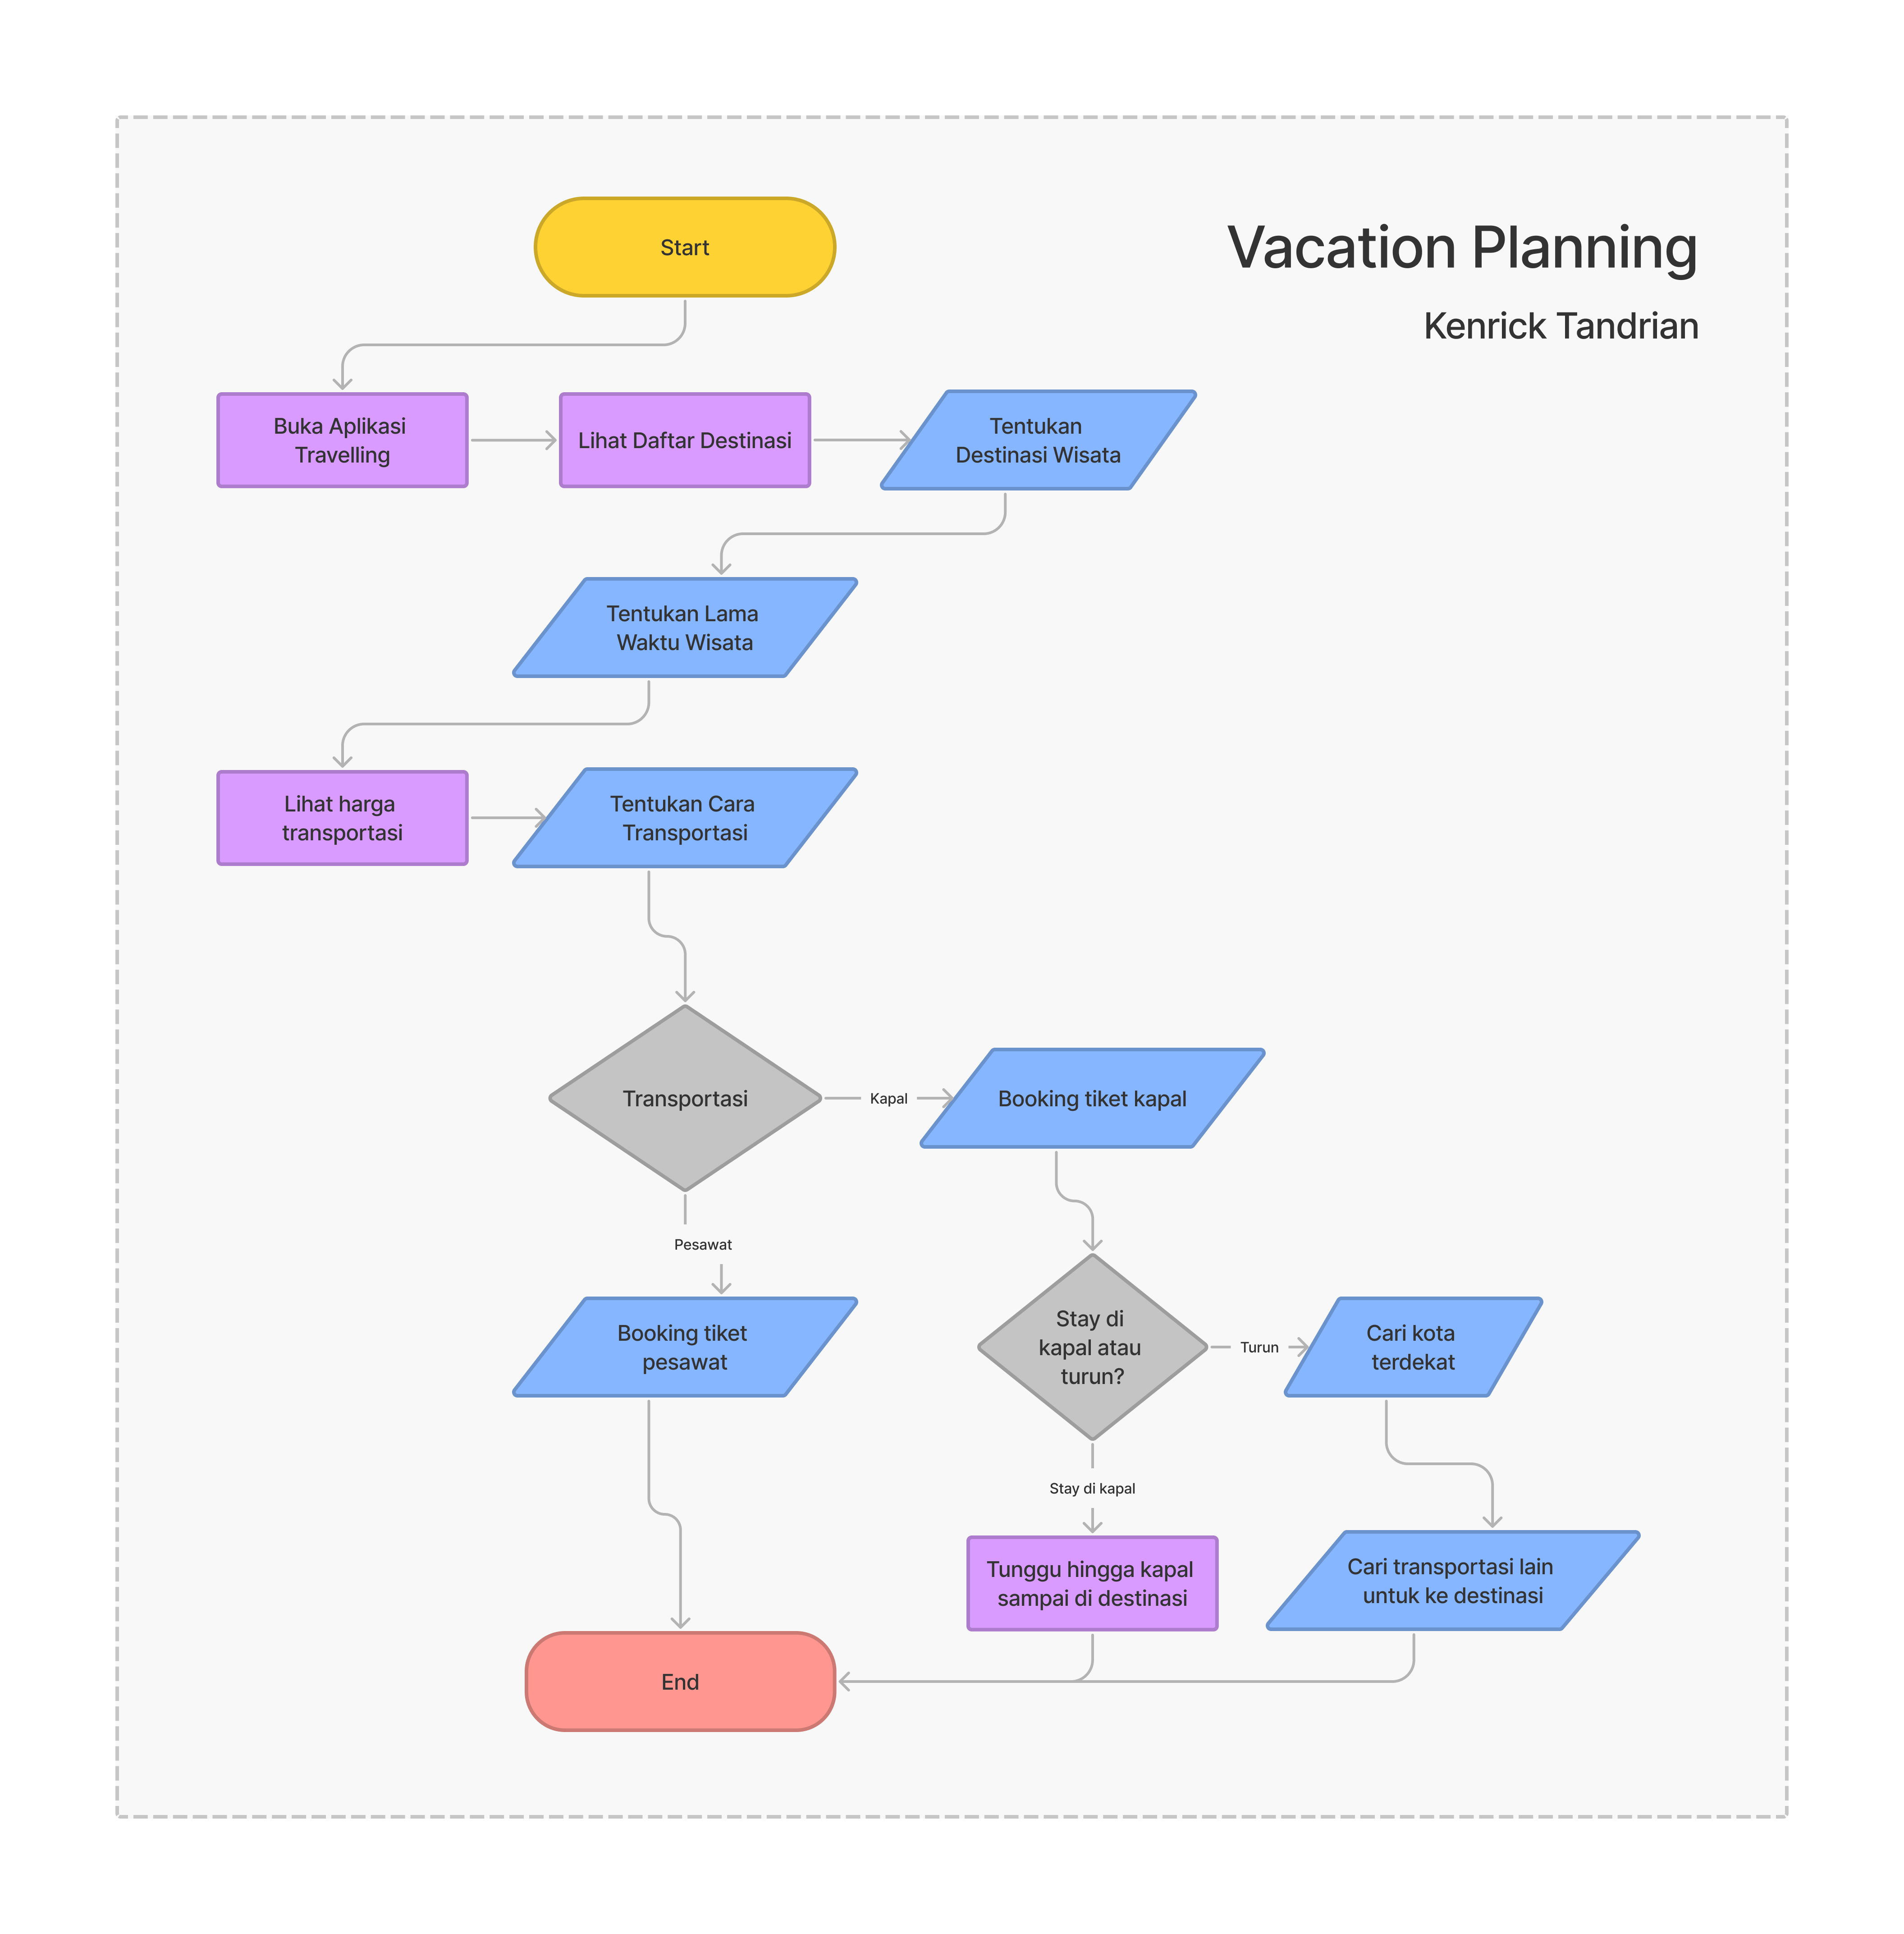 Start
Vacation Planning
Kenrick Tandrian
Buka Aplikasi
Travelling
Lihat Daftar Destinasi
Tentukan
Destinasi Wisata
Tentukan Lama
Waktu Wisata
Lihat harga
transportasi
Tentukan Cara
Transportasi
Transportasi
Kapal
Booking tiket kapal
Pesawat
Booking tiket
pesawat
Stay di
kapal atau
turun?
Turun
Cari kota
terdekat
Stay di kapal
Tunggu hingga kapal
sampai di destinasi
Cari transportasi lain
untuk ke destinasi
End